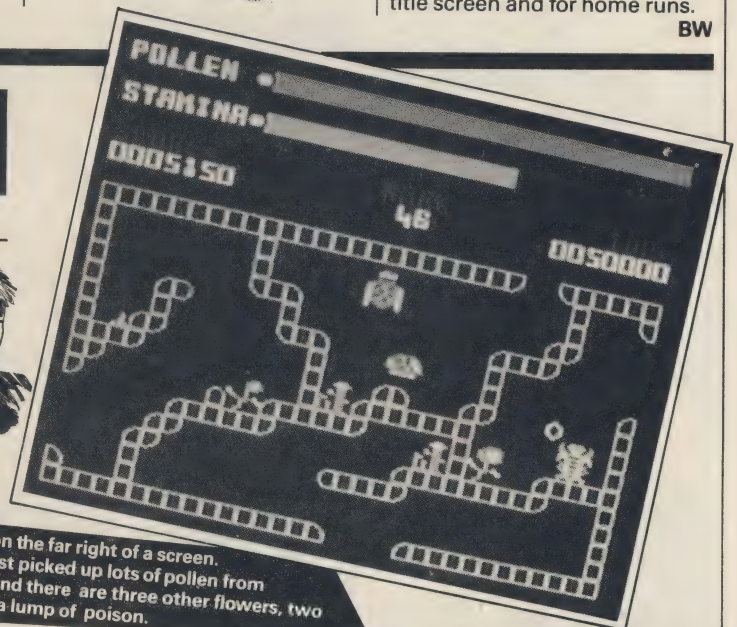 title screen and for home runs.
BW
POLLEN
STAMINA
0005150
46
0050000
on the far right of a screen.
st picked up lots of pollen from
nd there are three other flowers, two
a lump of poison.